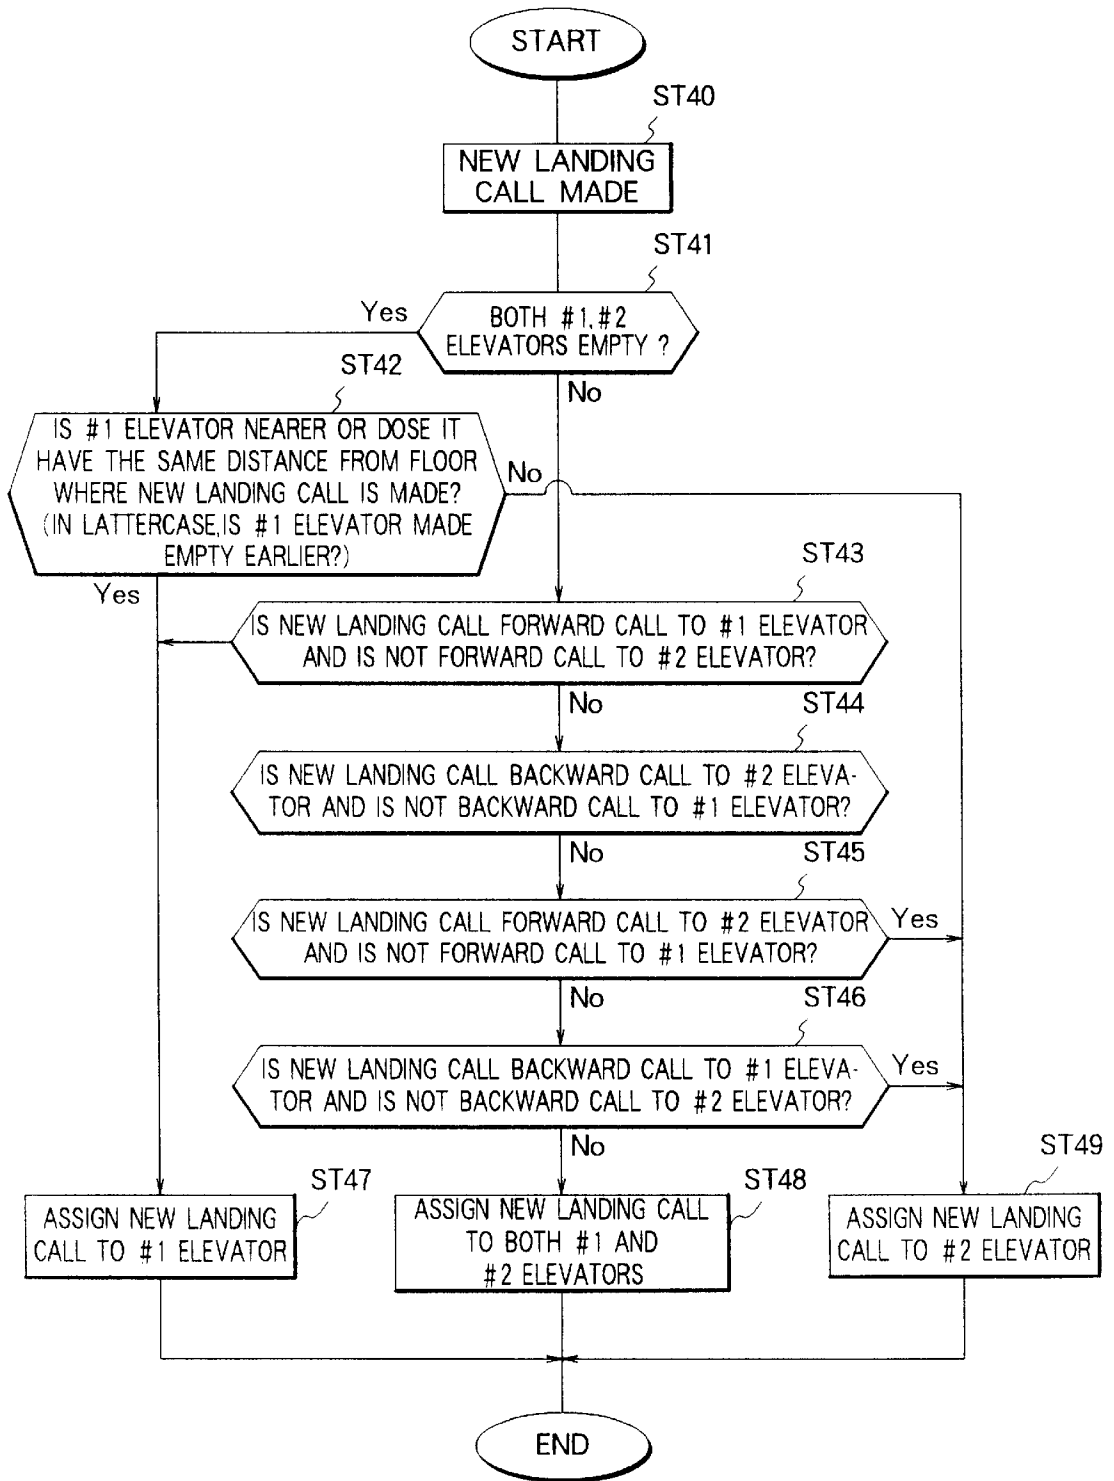 START
ST40
NEW LANDING
CALL MADE
ST41
BOTH #1,#2
ELEVATORS EMPTY ?
Yes
No
ST42
IS #1 ELEVATOR NEARER OR DOSE IT
HAVE THE SAME DISTANCE FROM FLOOR
WHERE NEW LANDING CALL IS MADE?
(IN LATTERCASE,IS #1 ELEVATOR MADE
EMPTY EARLIER?)
No
Yes
ST43
IS NEW LANDING CALL FORWARD CALL TO #1 ELEVATOR
AND IS NOT FORWARD CALL TO #2 ELEVATOR?
No
ST44
IS NEW LANDING CALL BACKWARD CALL TO #2 ELEVA-
TOR AND IS NOT BACKWARD CALL TO #1 ELEVATOR?
No
ST45
IS NEW LANDING CALL FORWARD CALL TO #2 ELEVATOR
AND IS NOT FORWARD CALL TO #1 ELEVATOR?
Yes
No
ST46
IS NEW LANDING CALL BACKWARD CALL TO #1 ELEVA-
TOR AND IS NOT BACKWARD CALL TO #2 ELEVATOR?
Yes
No
ST47
ASSIGN NEW LANDING
CALL TO #1 ELEVATOR
ST48
ASSIGN NEW LANDING CALL
TO BOTH #1 AND
#2 ELEVATORS
ST49
ASSIGN NEW LANDING
CALL TO #2 ELEVATOR
END